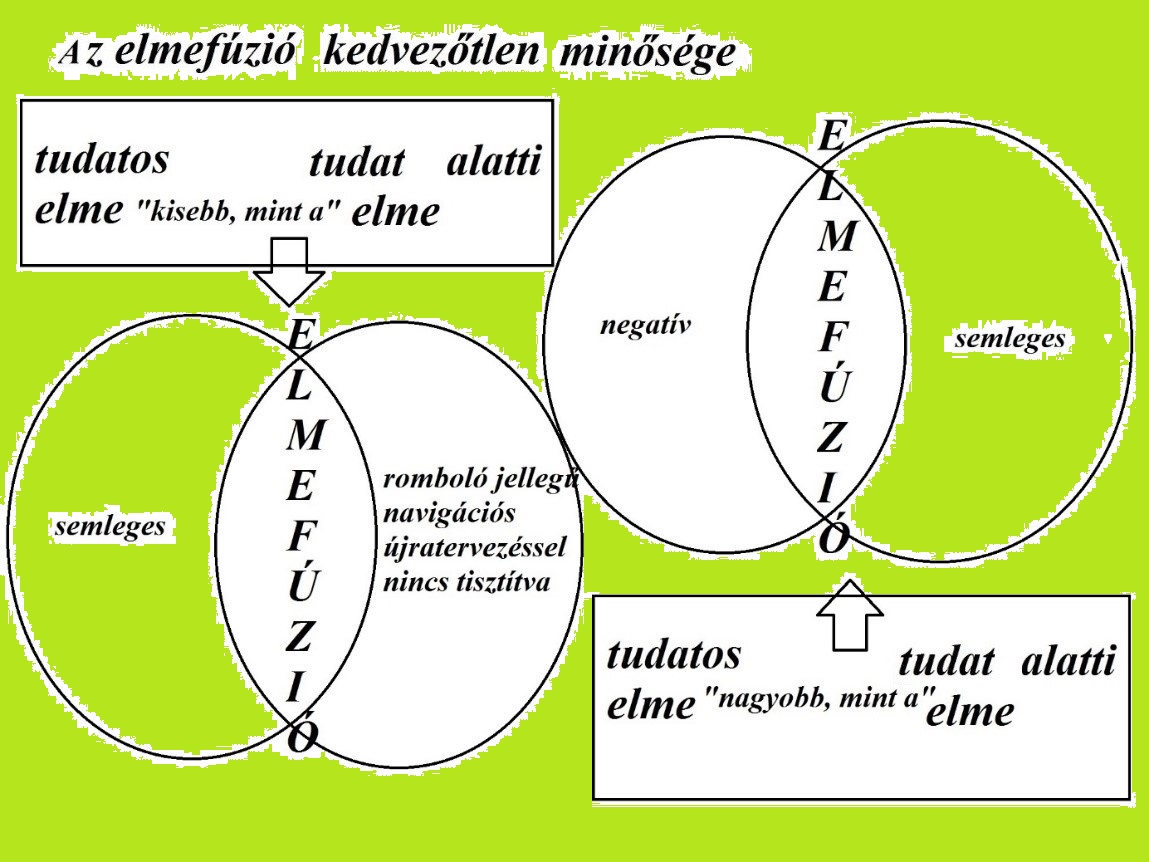 Az elmefúzió kedvezőtlen minősége
tudatos tudat alatti
elme "kisebb, mint a" elme
E
L
M
E
F
Ú
Z
I
Ó
semleges
romboló jellegű
navigációs
újratervezéssel
nincs tisztítva
E
L
M
E
F
Ú
Z
I
Ó
negatív
semleges
tudatos tudat alatti
elme "nagyobb, mint a" elme